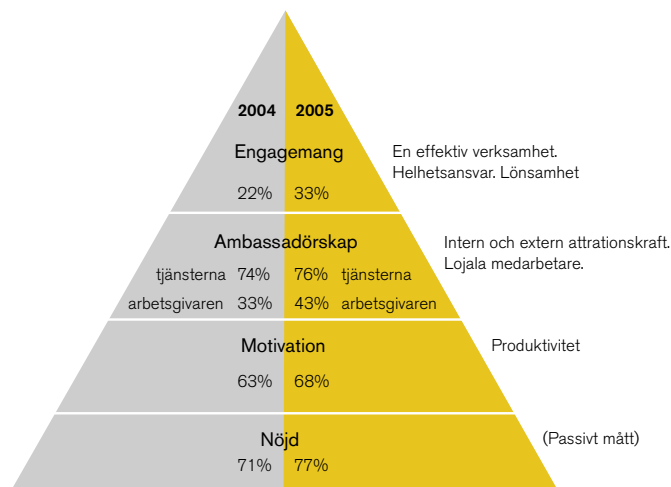 2004 2005
Engagemang
22% 33%
En effektiv verksamhet.
Helhetsansvar. Lönsamhet
Ambassadörskap
tjänsterna 74% 76% tjänsterna
arbetsgivaren 33% 43% arbetsgivaren
Intern och extern attrationskraft.
Lojala medarbetare.
Motivation
63% 68%
Produktivitet
Nöjd
71% 77%
(Passivt mått)